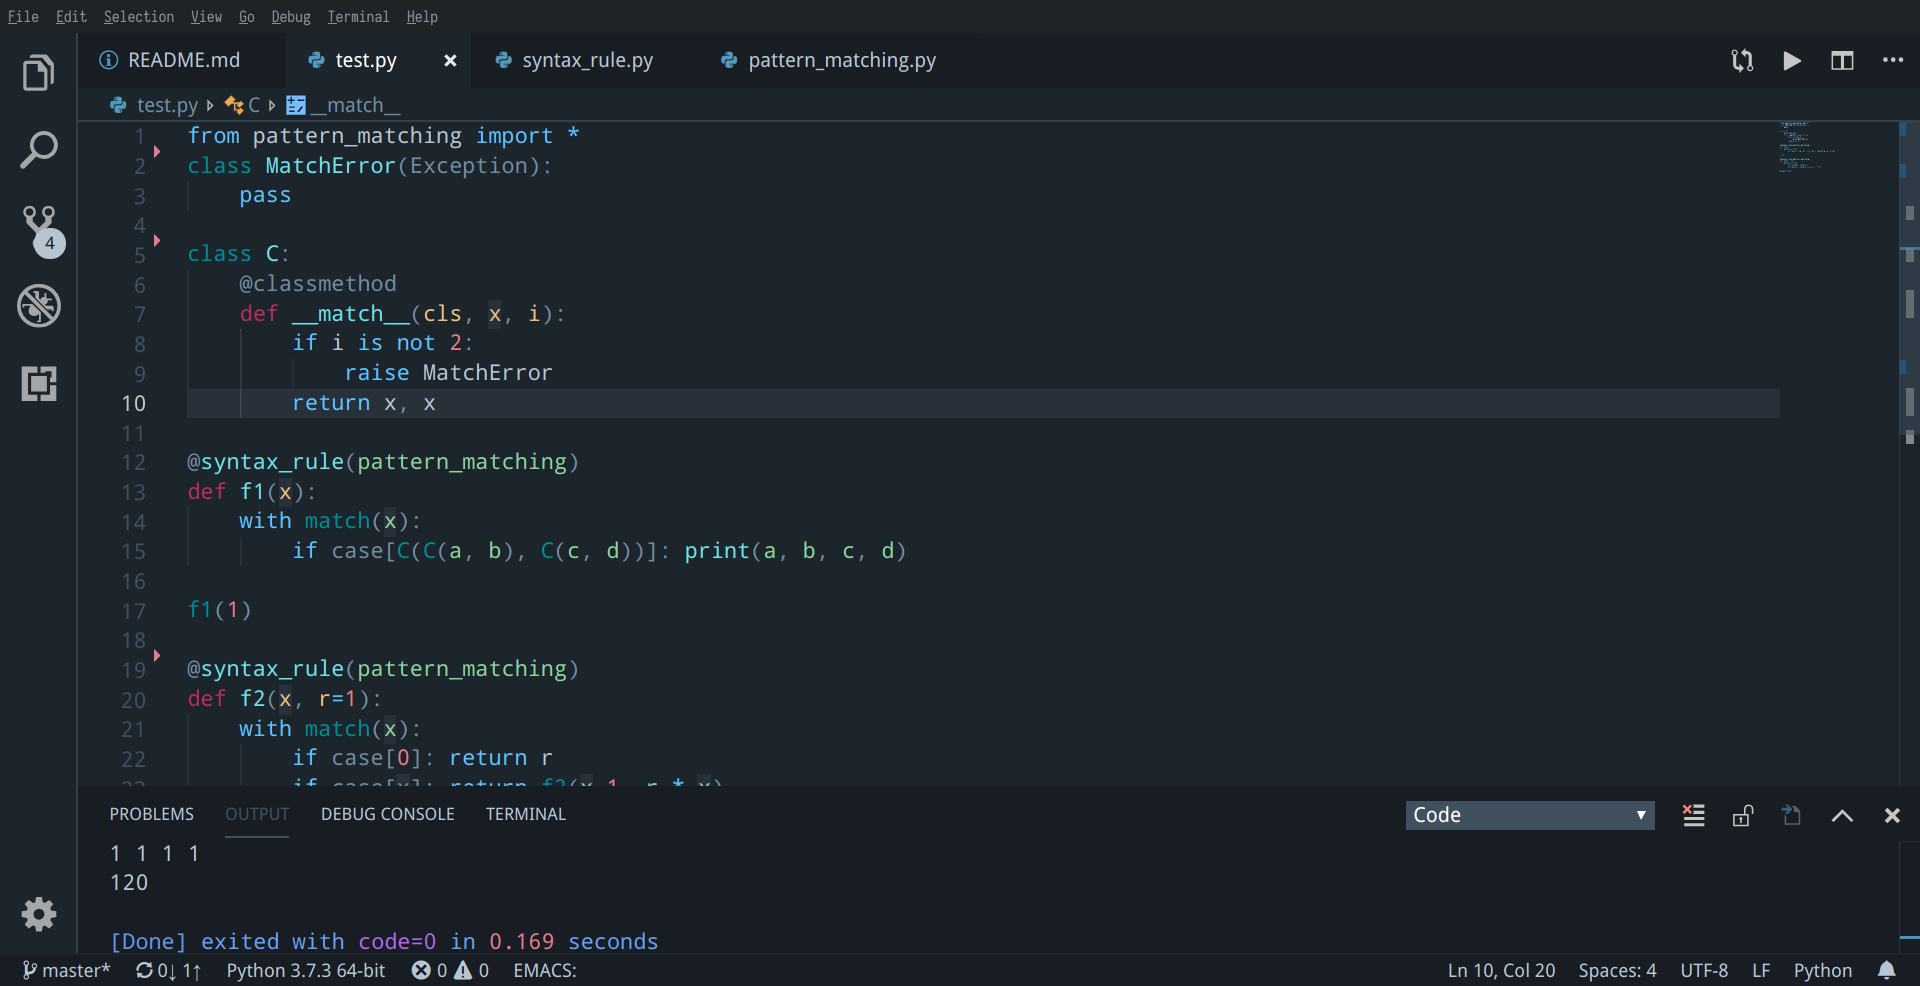 File Edit Selection View Go Debug Terminal Help
README.md test.py × syntax_rule.py pattern_matching.py
test.py C __match__
1 from pattern_matching import *
2 class MatchError(Exception):
3     pass
4
5 class C:
6     @classmethod
7     def __match__(cls, x, i):
8         if i is not 2:
9             raise MatchError
10         return x, x
11
12 @syntax_rule(pattern_matching)
13 def f1(x):
14     with match(x):
15         if case[C(C(a, b), C(c, d))]: print(a, b, c, d)
16
17 f1(1)
18
19 @syntax_rule(pattern_matching)
20 def f2(x, r=1):
21     with match(x):
22         if case[0]: return r
4
PROBLEMS OUTPUT DEBUG CONSOLE TERMINAL Code
1 1 1 1
120
[Done] exited with code=0 in 0.169 seconds
master* 0↓ 1↑ Python 3.7.3 64-bit 0 0 EMACS: Ln 10, Col 20 Spaces: 4 UTF-8 LF Python